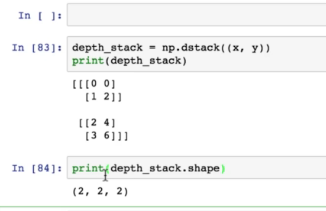 In [ ]:
In [83]: depth_stack = np.dstack((x, y))
print(depth_stack)
[[[0 0]
[1 2]]
[[2 4]
[3 6]]]
In [84]: print(depth_stack.shape)
(2, 2, 2)